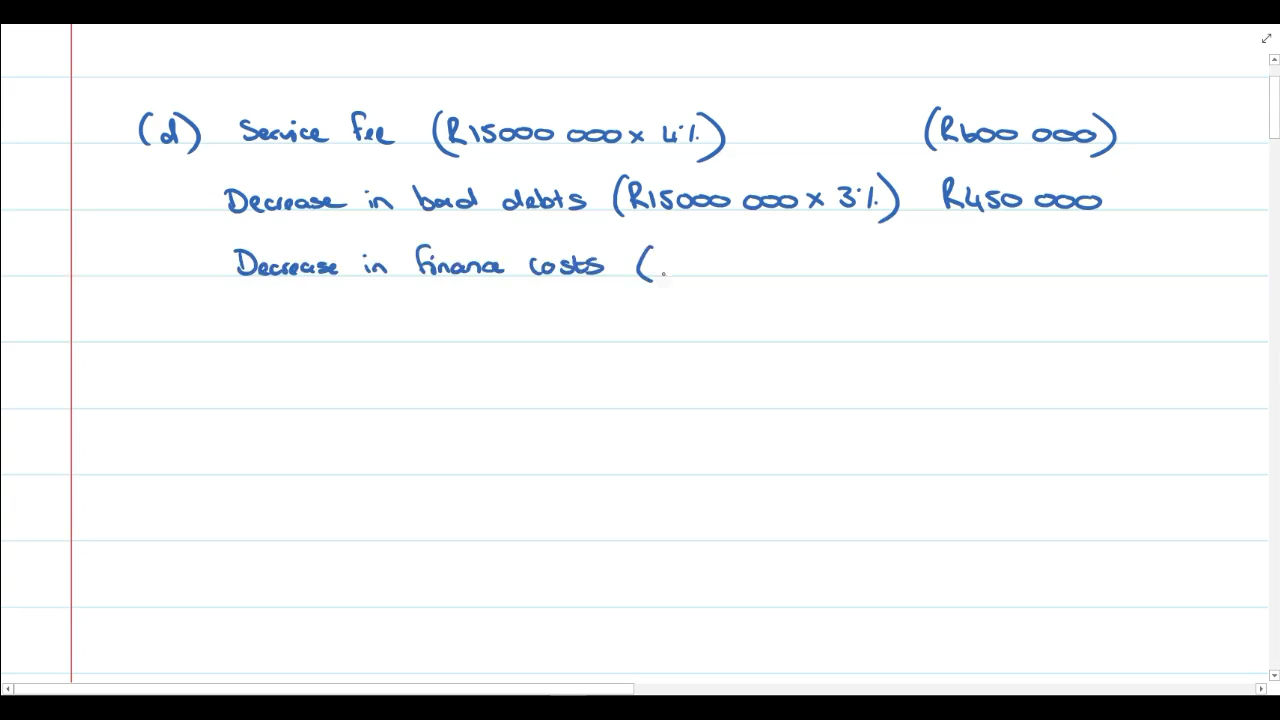 (d) Service Fee (R15000 000 x 4%) (R600 000)
Decrease in bad debts (R15000 000 x 3%) R450 000
Decrease in finance costs (